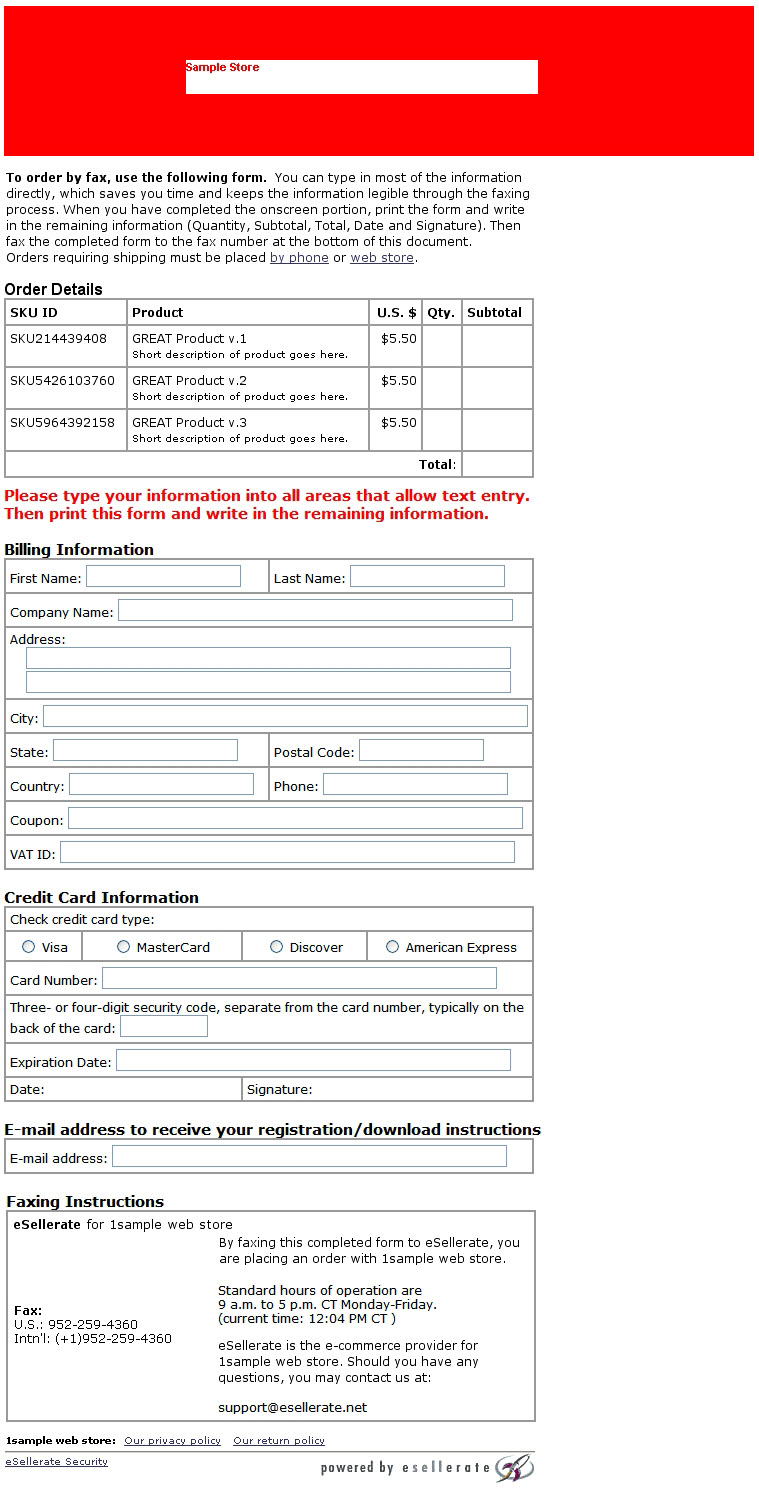 Sample Store
To order by fax, use the following form. You can type in most of the information
directly, which saves you time and keeps the information legible through the faxing
process. When you have completed the onscreen portion, print the form and write
in the remaining information (Quantity, Subtotal, Total, Date and Signature). Then
fax the completed form to the fax number at the bottom of this document.
Orders requiring shipping must be placed by phone or web store.
Order Details
SKU ID Product U.S. $ Qty. Subtotal
SKU214439408 GREAT Product v.1 $5.50
Short description of product goes here.
SKU5426103760 GREAT Product v.2 $5.50
Short description of product goes here.
SKU5964392158 GREAT Product v.3 $5.50
Short description of product goes here.
Total:
Please type your information into all areas that allow text entry.
Then print this form and write in the remaining information.
Billing Information
First Name: Last Name:
Company Name:
Address:
City:
State: Postal Code:
Country: Phone:
Coupon:
VAT ID:
Credit Card Information
Check credit card type:
Visa MasterCard Discover American Express
Card Number:
Three- or four-digit security code, separate from the card number, typically on the
back of the card:
Expiration Date:
Date: Signature:
E-mail address to receive your registration/download instructions
E-mail address:
Faxing Instructions
eSellerate for 1sample web store
Fax:
U.S.: 952-259-4360
Intn'l: (+1)952-259-4360
By faxing this completed form to eSellerate, you
are placing an order with 1sample web store.
Standard hours of operation are
9 a.m. to 5 p.m. CT Monday-Friday.
(current time: 12:04 PM CT )
eSellerate is the e-commerce provider for
1sample web store. Should you have any
questions, you may contact us at:
support@esellerate.net
1sample web store: Our privacy policy Our return policy
eSellerate Security
powered by esellerate